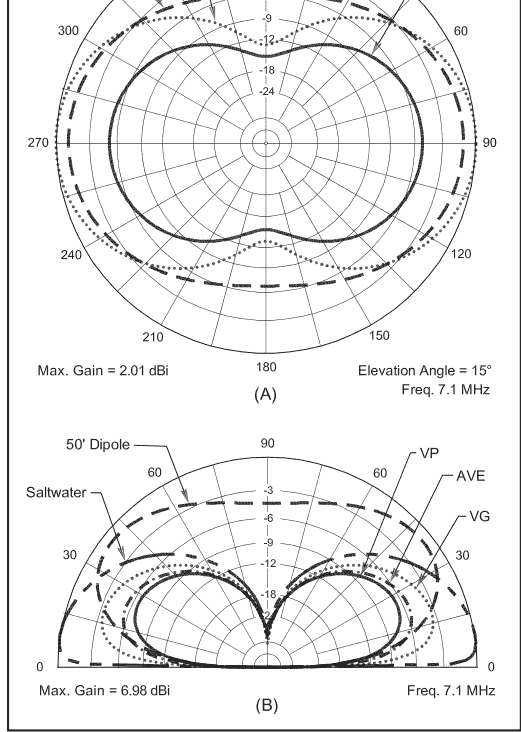 -9
300
60
-12
-18
-24
270
90
240
120
210
150
180
Max. Gain = 2.01 dBi
Elevation Angle = 15°
Freq. 7.1 MHz
(A)
50' Dipole
90
60
60
VP
AVE
Saltwater
-3
VG
-6
30
-9
30
-12
-18
0
0
Max. Gain = 6.98 dBi
Freq. 7.1 MHz
(B)